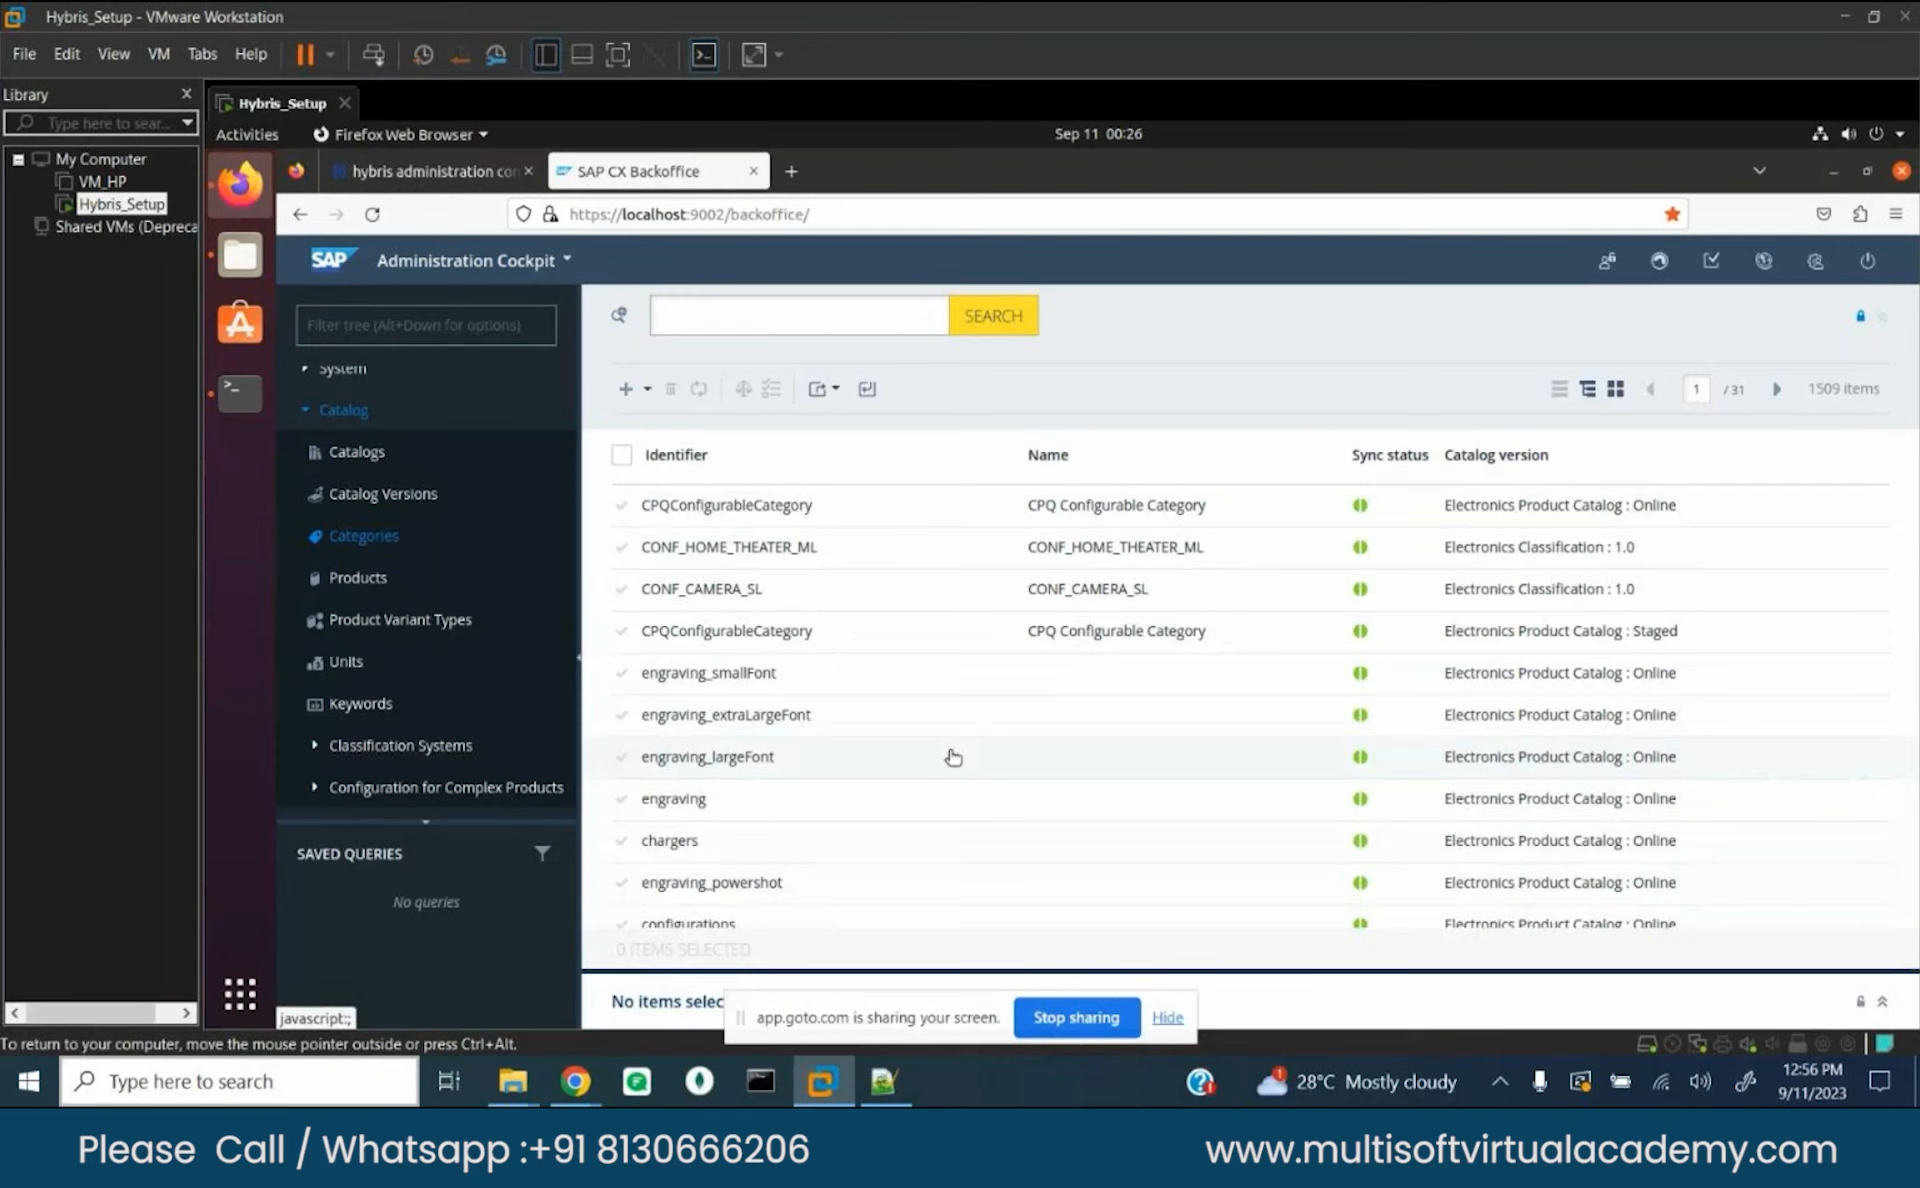 Hybris_Setup - VMware Workstation
File Edit View VM Tabs Help
Library
Type here to sear...
My Computer
VM_HP
Hybris_Setup
Shared VMs (Depreca
Hybris_Setup
Activities
Firefox Web Browser
Sep 11 00:26
hybris administration con
SAP CX Backoffice
https://localhost:9002/backoffice/
SAP
Administration Cockpit
Filter tree (Alt+Down for options)
System
Catalog
Catalogs
Catalog Versions
Categories
Products
Product Variant Types
Units
Keywords
Classification Systems
Configuration for Complex Products
SAVED QUERIES
No queries
javascript:;
SEARCH
1 / 31
1509 items
Identifier Name Sync status Catalog version
CPQConfigurableCategory CPQ Configurable Category Electronics Product Catalog : Online
CONF_HOME_THEATER_ML CONF_HOME_THEATER_ML Electronics Classification : 1.0
CONF_CAMERA_SL CONF_CAMERA_SL Electronics Classification : 1.0
CPQConfigurableCategory CPQ Configurable Category Electronics Product Catalog : Staged
engraving_smallFont Electronics Product Catalog : Online
engraving_extraLargeFont Electronics Product Catalog : Online
engraving_largeFont Electronics Product Catalog : Online
engraving Electronics Product Catalog : Online
chargers Electronics Product Catalog : Online
engraving_powershot Electronics Product Catalog : Online
configurations Electronics Product Catalog : Online
0 ITEMS SELECTED
No items selec
app.goto.com is sharing your screen.
Stop sharing
Hide
To return to your computer, move the mouse pointer outside or press Ctrl+Alt.
Type here to search
28°C Mostly cloudy
12:56 PM
9/11/2023
Please Call / Whatsapp :+91 8130666206
www.multisoftvirtualacademy.com